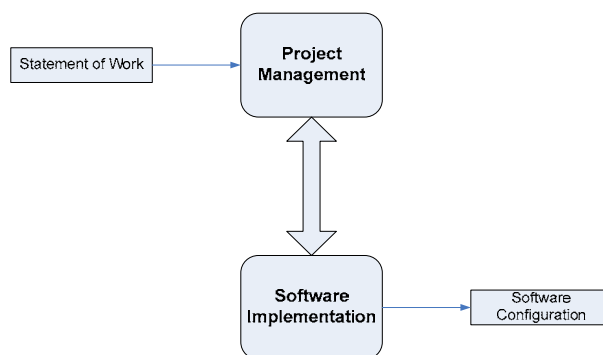 Statement of Work
Project
Management
Software
Implementation
Software
Configuration